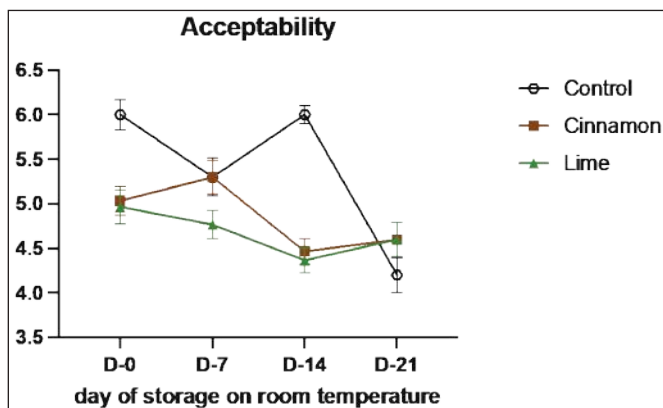 Acceptability
6.5
6.0
5.5
5.0
4.5
4.0
3.5
D-0 D-7 D-14 D-21
day of storage on room temperature
Control
Cinnamon
Lime